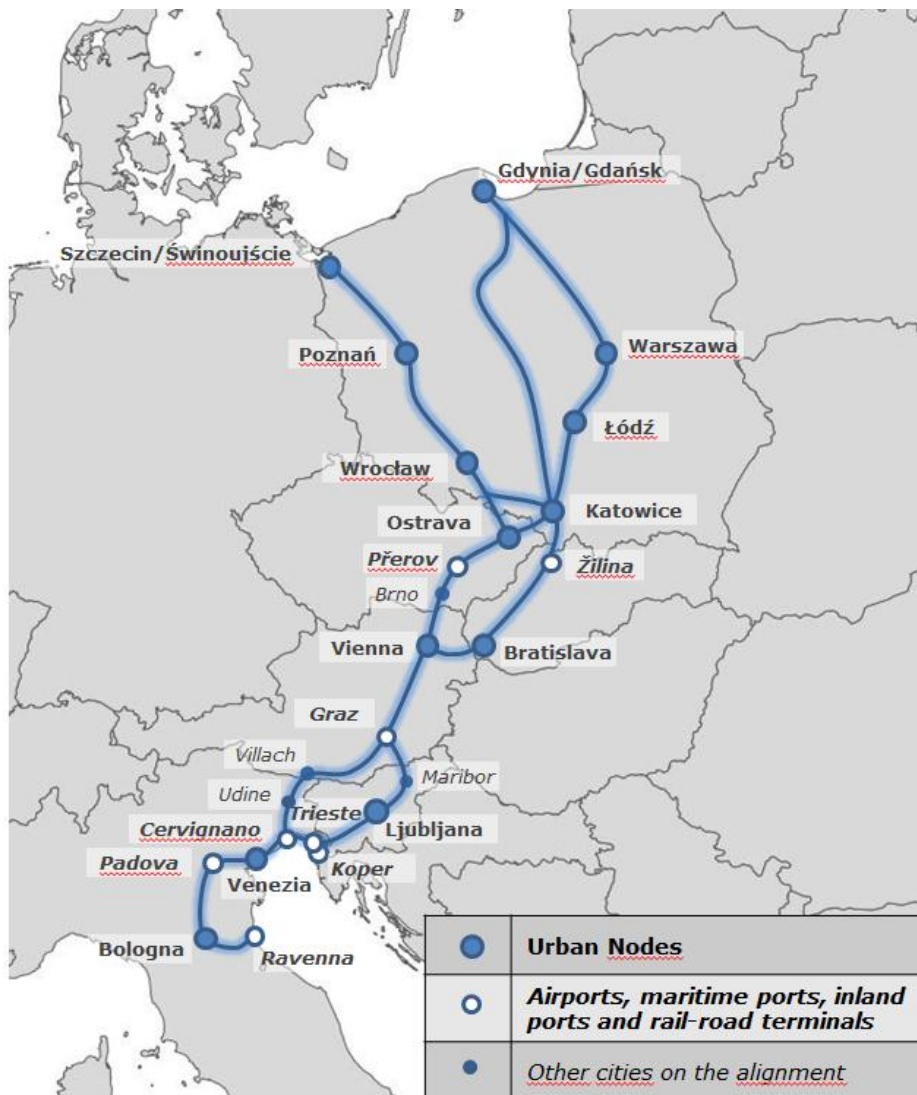 Gdynia/Gdańsk
Szczecin/Świnoujście
Poznań
Warszawa
Łódź
Wrocław
Katowice
Ostrava
Přerov
Žilina
Brno
Vienna
Bratislava
Graz
Villach
Maribor
Udine
Trieste
Cervignano
Ljubljana
Padova
Koper
Venezia
Bologna
Ravenna
Urban Nodes
Airports, maritime ports, inland
ports and rail-road terminals
Other cities on the alignment